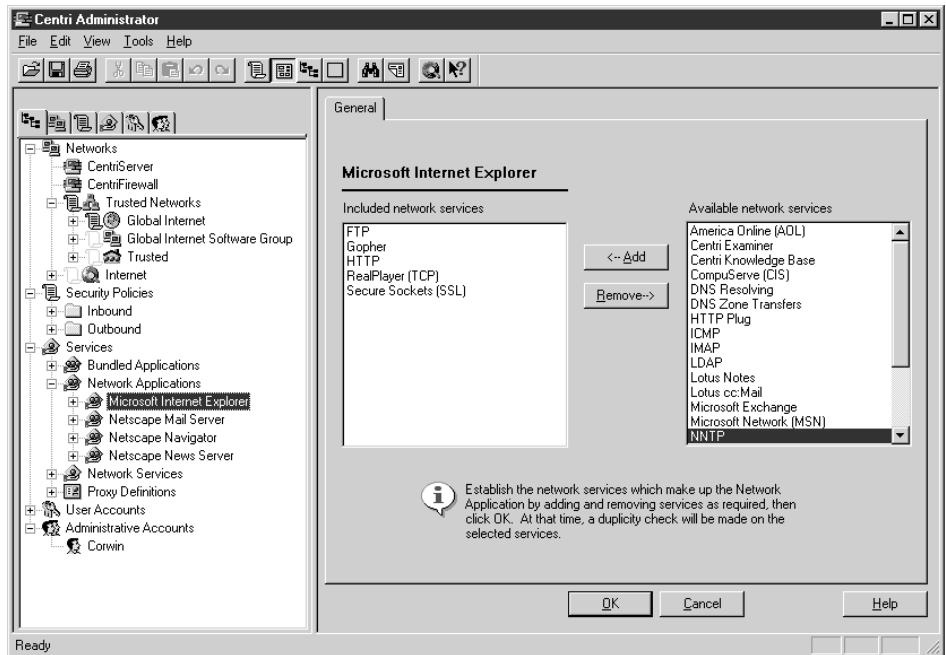 Centri Administrator
File Edit View Tools Help
General
Networks
CentriServer
CentriFirewall
Trusted Networks
Global Internet
Global Internet Software Group
Trusted
Internet
Security Policies
Inbound
Outbound
Services
Bundled Applications
Network Applications
Microsoft Internet Explorer
Netscape Mail Server
Netscape Navigator
Netscape News Server
Network Services
Proxy Definitions
User Accounts
Administrative Accounts
Corwin
Microsoft Internet Explorer
Included network services
FTP
Gopher
HTTP
RealPlayer (TCP)
Secure Sockets (SSL)
<-- Add
Remove-->
Available network services
America Online (AOL)
Centri Examiner
Centri Knowledge Base
CompuServe (CIS)
DNS Resolving
DNS Zone Transfers
HTTP Plug
ICMP
IMAP
LDAP
Lotus Notes
Lotus cc:Mail
Microsoft Exchange
Microsoft Network (MSN)
NNTP
Establish the network services which make up the Network
Application by adding and removing services as required, then
click OK. At that time, a duplicity check will be made on the
selected services.
OK Cancel Help
Ready